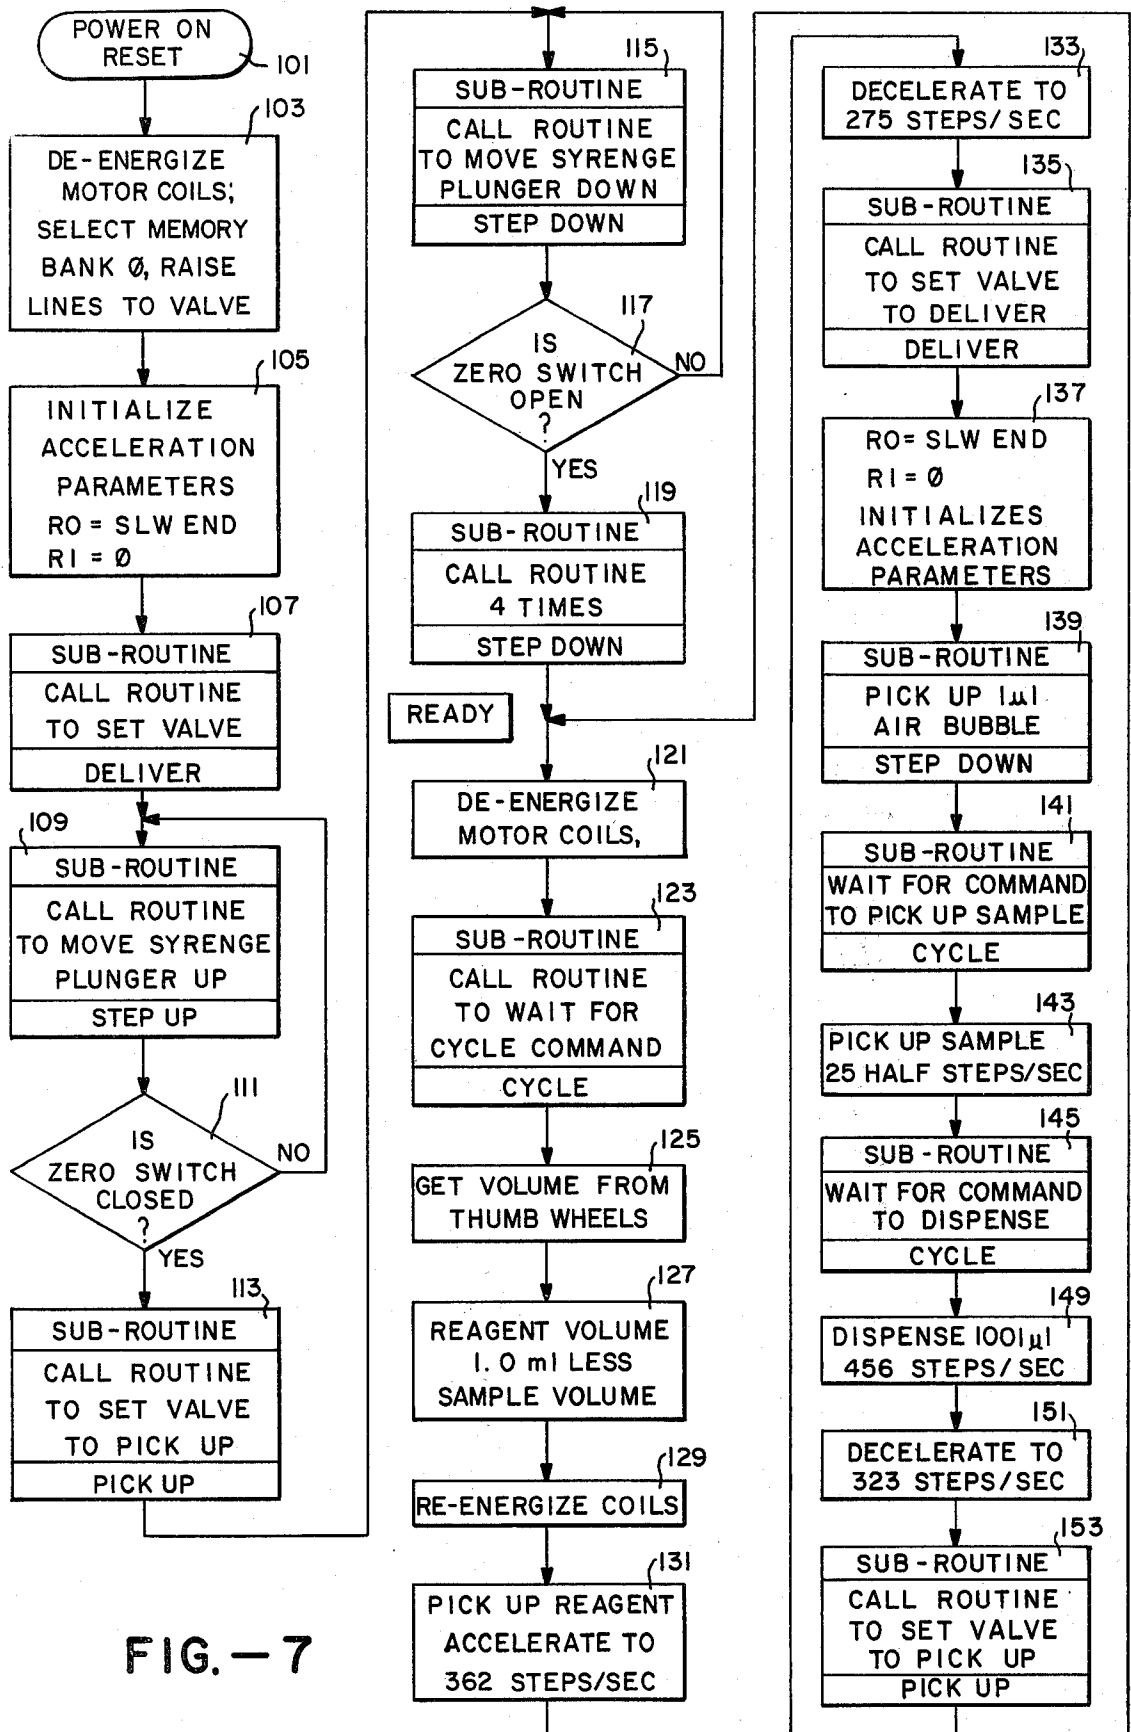 POWER ON
RESET
101
103
DE-ENERGIZE
MOTOR COILS;
SELECT MEMORY
BANK Ø, RAISE
LINES TO VALVE
105
INITIALIZE
ACCELERATION
PARAMETERS
RO = SLW END
RI = Ø
107
SUB-ROUTINE
CALL ROUTINE
TO SET VALVE
DELIVER
109
SUB-ROUTINE
CALL ROUTINE
TO MOVE SYRENGE
PLUNGER UP
STEP UP
111
IS
ZERO SWITCH
CLOSED
?
NO
YES
113
SUB-ROUTINE
CALL ROUTINE
TO SET VALVE
TO PICK UP
PICK UP
115
SUB-ROUTINE
CALL ROUTINE
TO MOVE SYRENGE
PLUNGER DOWN
STEP DOWN
117
IS
ZERO SWITCH
OPEN
?
NO
YES
119
SUB-ROUTINE
CALL ROUTINE
4 TIMES
STEP DOWN
READY
121
DE-ENERGIZE
MOTOR COILS,
123
SUB-ROUTINE
CALL ROUTINE
TO WAIT FOR
CYCLE COMMAND
CYCLE
125
GET VOLUME FROM
THUMB WHEELS
127
REAGENT VOLUME
1.0 ml LESS
SAMPLE VOLUME
129
RE-ENERGIZE COILS
131
PICK UP REAGENT
ACCELERATE TO
362 STEPS/SEC
133
DECELERATE TO
275 STEPS/SEC
135
SUB-ROUTINE
CALL ROUTINE
TO SET VALVE
TO DELIVER
DELIVER
137
RO = SLW END
RI = Ø
INITIALIZES
ACCELERATION
PARAMETERS
139
SUB-ROUTINE
PICK UP 1µl
AIR BUBBLE
STEP DOWN
141
SUB-ROUTINE
WAIT FOR COMMAND
TO PICK UP SAMPLE
CYCLE
143
PICK UP SAMPLE
25 HALF STEPS/SEC
145
SUB-ROUTINE
WAIT FOR COMMAND
TO DISPENSE
CYCLE
149
DISPENSE 1001µl
456 STEPS/SEC
151
DECELERATE TO
323 STEPS/SEC
153
SUB-ROUTINE
CALL ROUTINE
TO SET VALVE
TO PICK UP
PICK UP
FIG. — 7